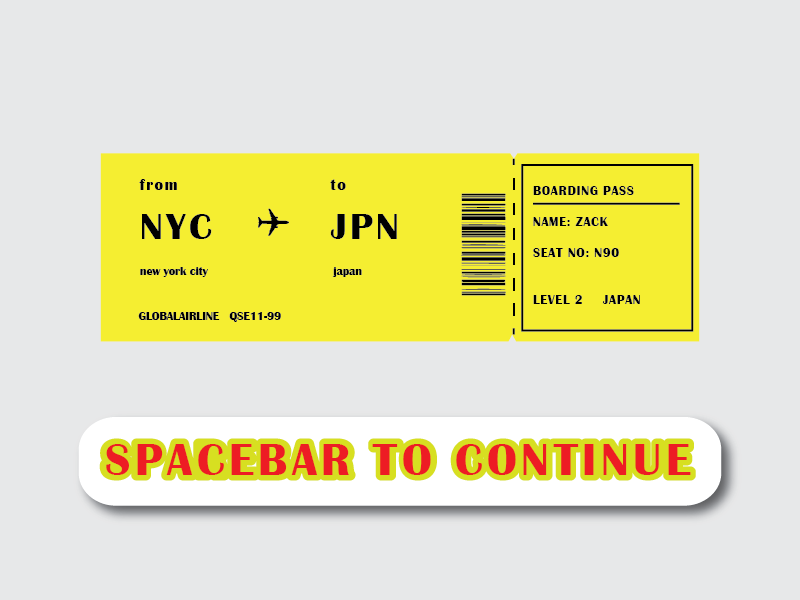 from
to
NYC
JPN
new york city
japan
GLOBALAIRLINE QSE11-99
BOARDING PASS
NAME: ZACK
SEAT NO: N90
LEVEL 2 JAPAN
SPACEBAR TO CONTINUE